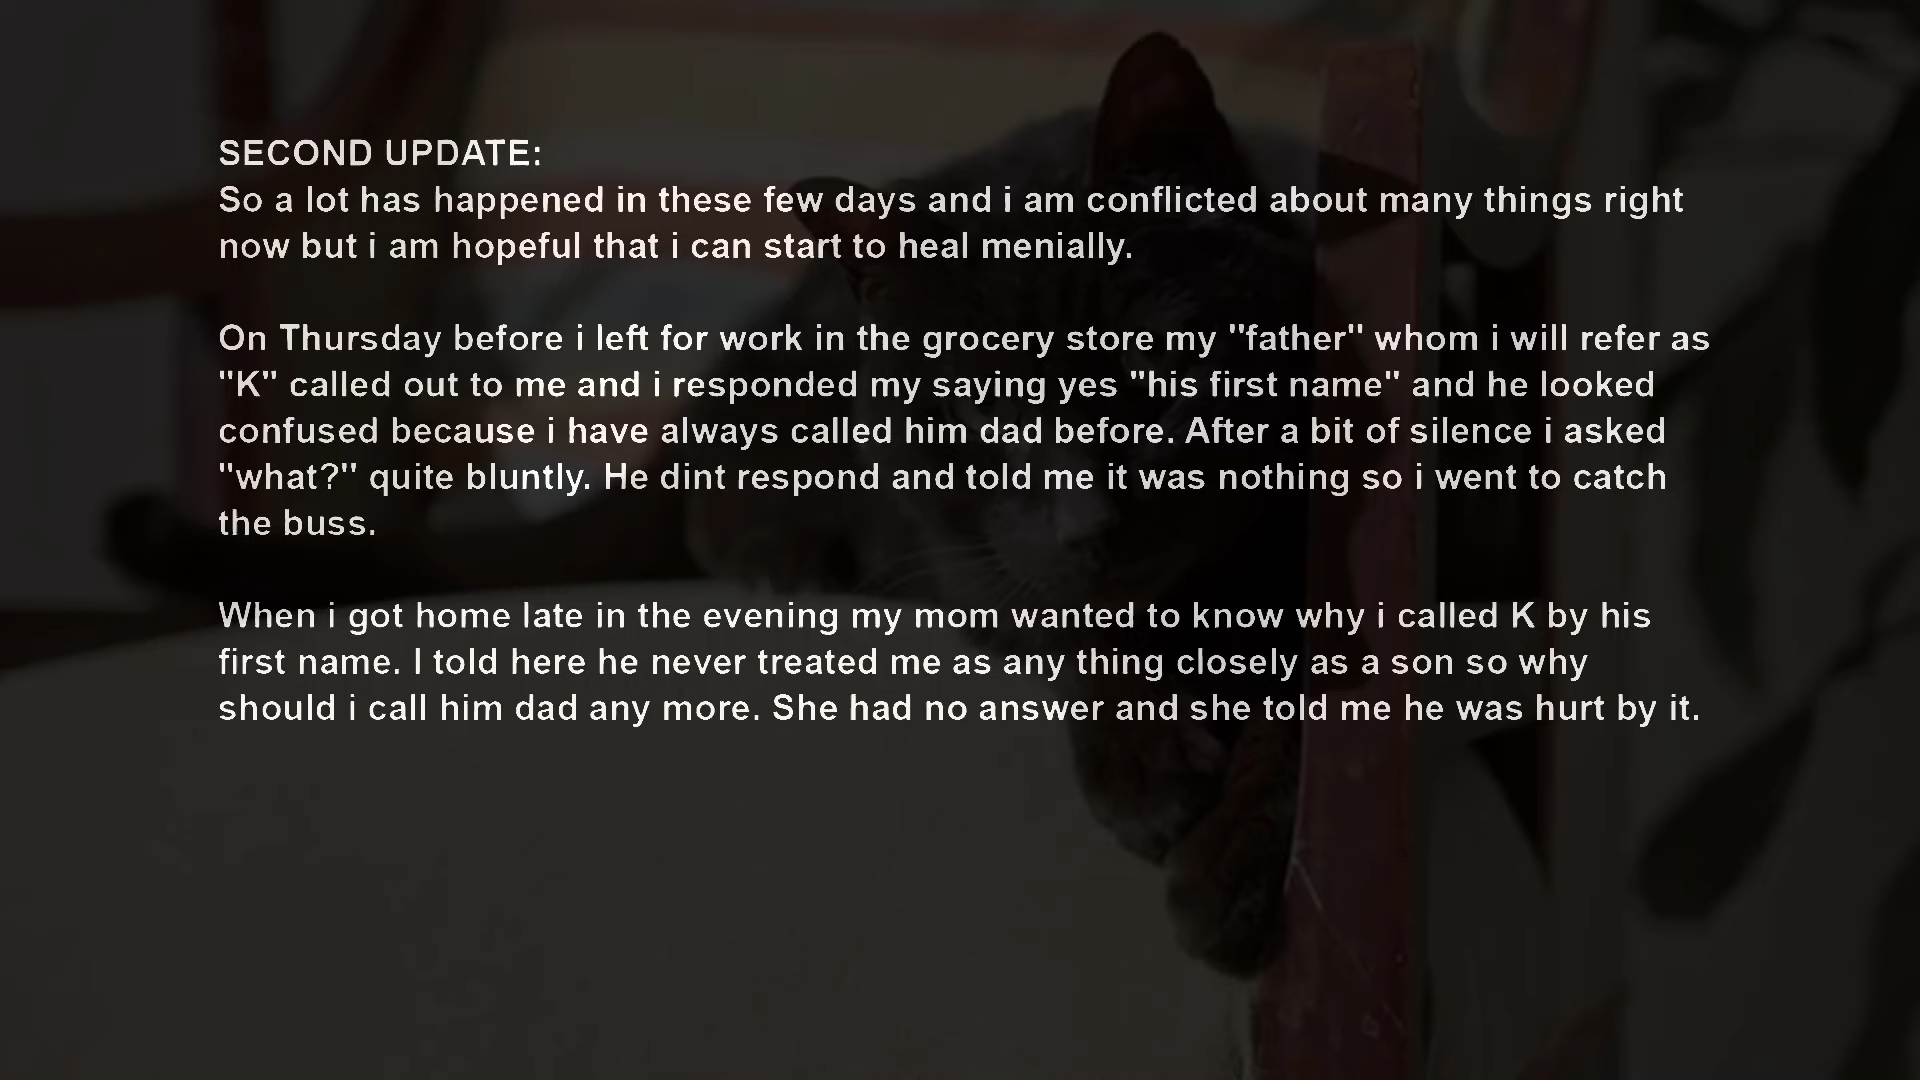 SECOND UPDATE:
So a lot has happened in these few days and i am conflicted about many things right
now but i am hopeful that i can start to heal menially.
On Thursday before i left for work in the grocery store my "father" whom i will refer as
"K" called out to me and i responded my saying yes "his first name" and he looked
confused because i have always called him dad before. After a bit of silence i asked
"what?" quite bluntly. He dint respond and told me it was nothing so i went to catch
the buss.
When i got home late in the evening my mom wanted to know why i called K by his
first name. I told here he never treated me as any thing closely as a son so why
should i call him dad any more. She had no answer and she told me he was hurt by it.